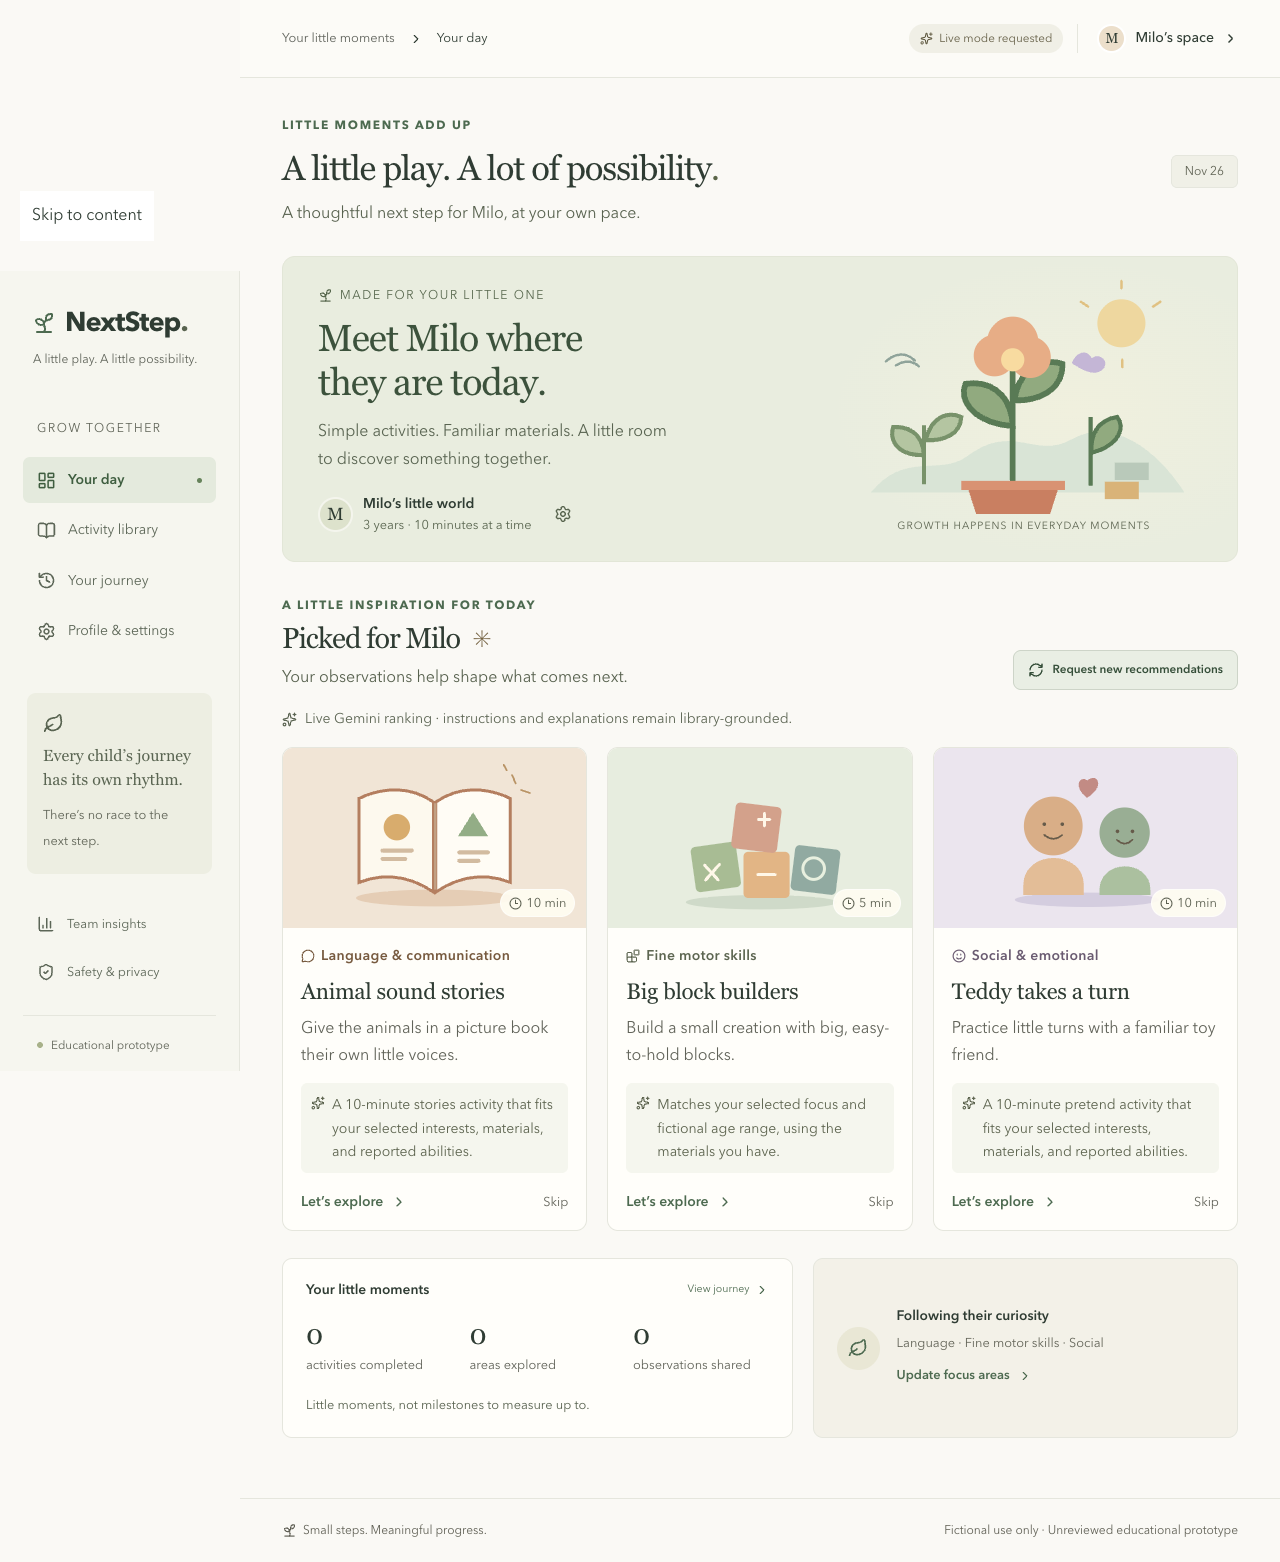 Your little moments
Your day
Live mode requested
M
Milo’s space
Skip to content
NextStep.
A little play. A little possibility.
GROW TOGETHER
Your day
Activity library
Your journey
Profile & settings
Every child’s journey
has its own rhythm.
There’s no race to the
next step.
Team insights
Safety & privacy
Educational prototype
LITTLE MOMENTS ADD UP
A little play. A lot of possibility.
Nov 26
A thoughtful next step for Milo, at your own pace.
MADE FOR YOUR LITTLE ONE
Meet Milo where
they are today.
Simple activities. Familiar materials. A little room
to discover something together.
M
Milo’s little world
3 years · 10 minutes at a time
GROWTH HAPPENS IN EVERYDAY MOMENTS
A LITTLE INSPIRATION FOR TODAY
Picked for Milo
Your observations help shape what comes next.
Request new recommendations
Live Gemini ranking · instructions and explanations remain library-grounded.
10 min
Language & communication
Animal sound stories
Give the animals in a picture book
their own little voices.
A 10-minute stories activity that fits
your selected interests, materials,
and reported abilities.
Let’s explore
Skip
5 min
Fine motor skills
Big block builders
Build a small creation with big, easy-
to-hold blocks.
Matches your selected focus and
fictional age range, using the
materials you have.
Let’s explore
Skip
10 min
Social & emotional
Teddy takes a turn
Practice little turns with a familiar toy
friend.
A 10-minute pretend activity that
fits your selected interests,
materials, and reported abilities.
Let’s explore
Skip
Your little moments
View journey
0
activities completed
0
areas explored
0
observations shared
Little moments, not milestones to measure up to.
Following their curiosity
Language · Fine motor skills · Social
Update focus areas
Small steps. Meaningful progress.
Fictional use only · Unreviewed educational prototype